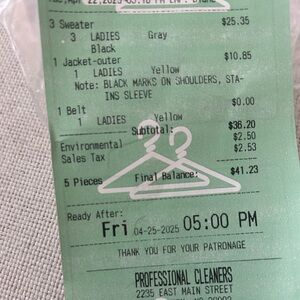 22,2025
3 Sweater $25.35
3 LADIES Gray
Black
1 Jacket-outer $10.85
1 LADIES Yellow
Note: BLACK MARKS ON SHOULDERS, STA-
INS SLEEVE
1 Belt $0.00
1 LADIES Yellow
Subtotal: $36.20
Environmental $2.50
Sales Tax $2.53
5 Pieces Final Balance: $41.23
Ready After:
Fri 04-25-2025 05:00 PM
THANK YOU FOR YOUR PATRONAGE
PROFESSIONAL CLEANERS
2235 EAST MAIN STREET